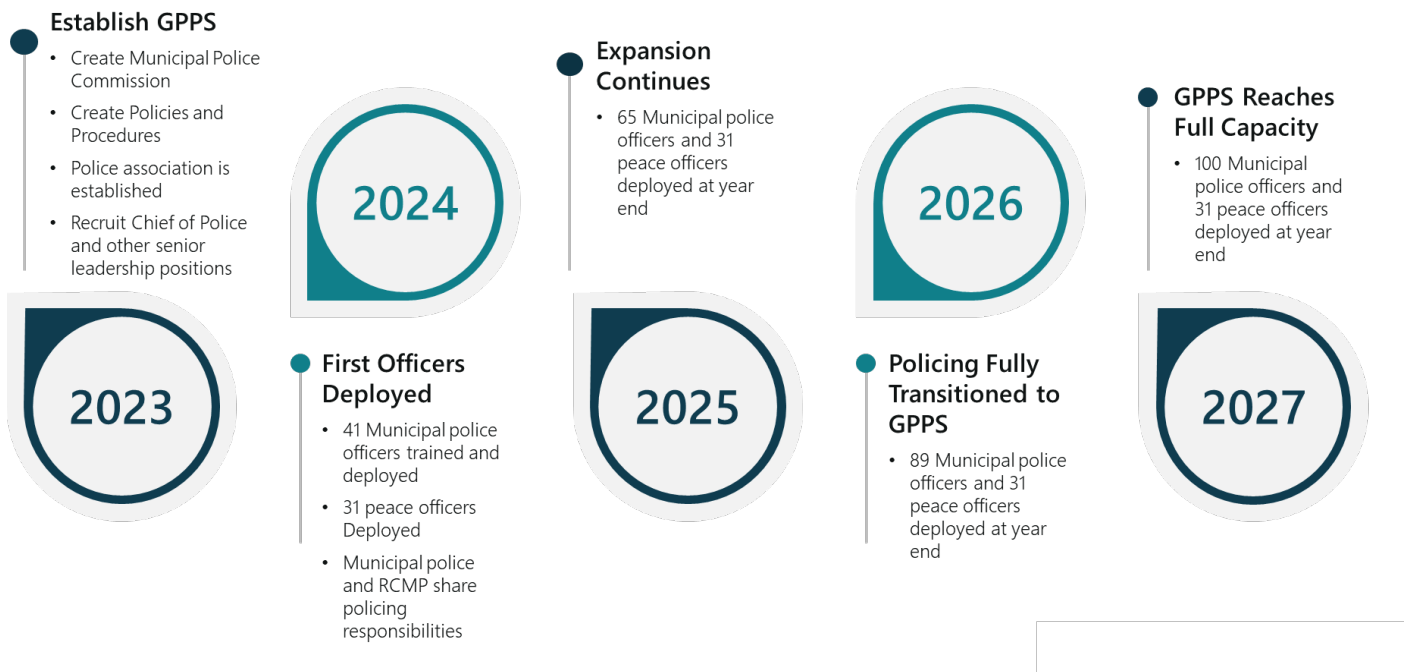 Establish GPPS
• Create Municipal Police
Commission
• Create Policies and
Procedures
• Police association is
established
• Recruit Chief of Police
and other senior
leadership positions
2023
2024
First Officers
Deployed
• 41 Municipal police
officers trained and
deployed
• 31 peace officers
Deployed
• Municipal police
and RCMP share
policing
responsibilities
Expansion
Continues
• 65 Municipal police
officers and 31
peace officers
deployed at year
end
2025
2026
Policing Fully
Transitioned to
GPPS
• 89 Municipal police
officers and 31
peace officers
deployed at year
end
GPPS Reaches
Full Capacity
• 100 Municipal
police officers and
31 peace officers
deployed at year
end
2027